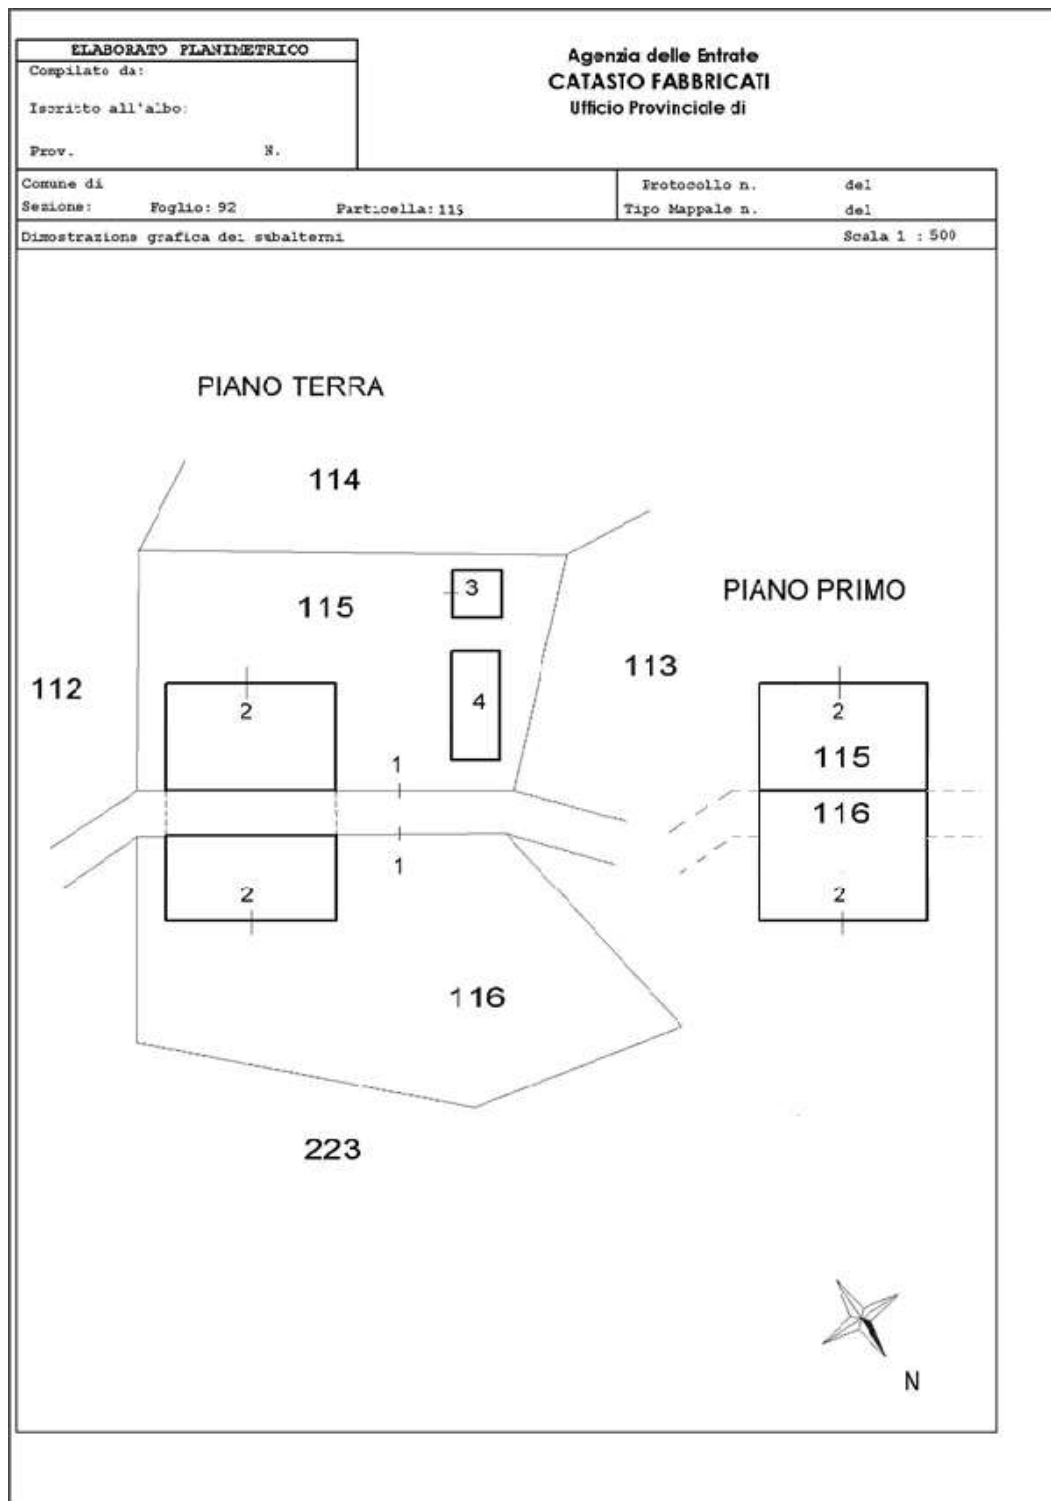 ELABORATO PLANIMETRICO
Compilato da:
Iscritto all'albo:
Prov. N.
Agenzia delle Entrate
CATASTO FABBRICATI
Ufficio Provinciale di
Comune di
Sezione: Foglio: 92 Particella: 115
Protocollo n. del
Tipo Mappale n. del
Dimostrazione grafica dei subalterni Scala 1 : 500
PIANO TERRA
114
3
115
PIANO PRIMO
113
112
2
4
2
115
1
116
1
2
2
116
223
N